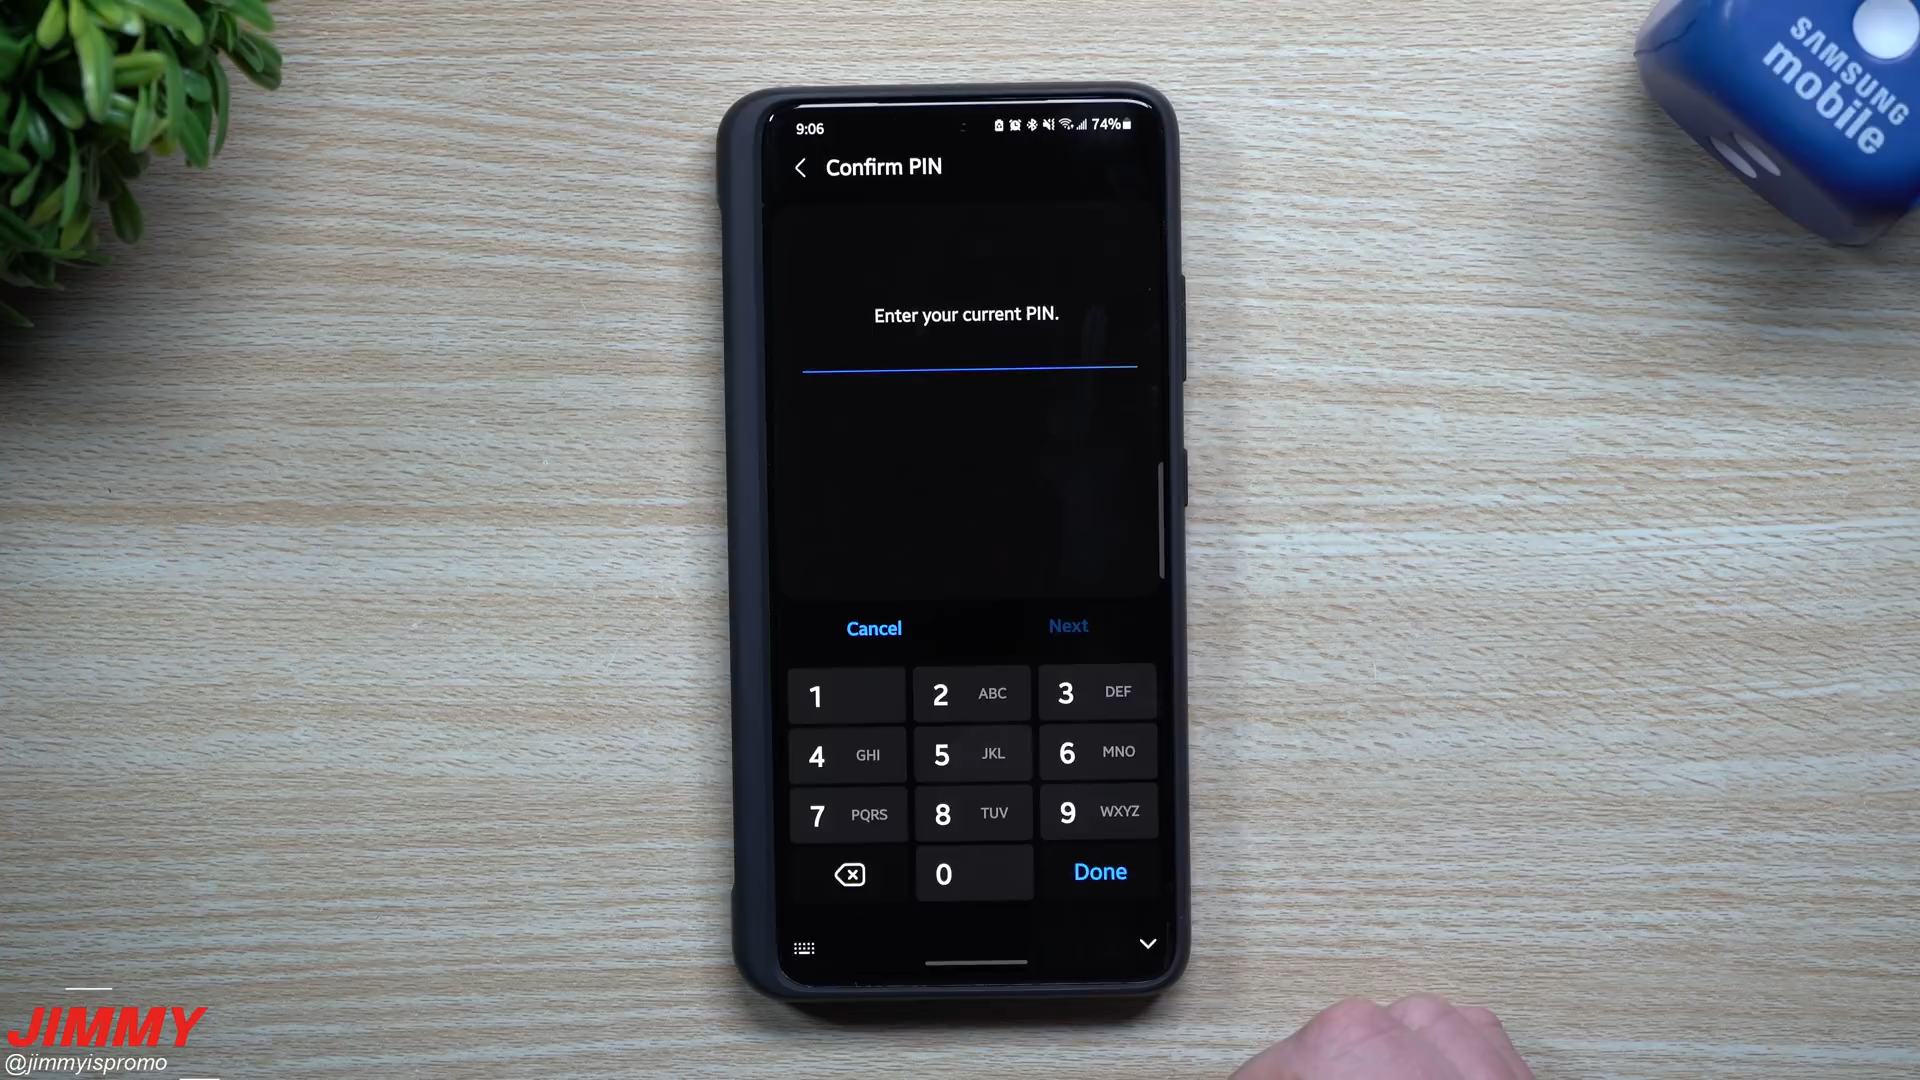 SAMSUNG
mobile
9:06
74%
Confirm PIN
Enter your current PIN.
Cancel
Next
1
2 ABC
3 DEF
4 GHI
5 JKL
6 MNO
7 PQRS
8 TUV
9 WXYZ
0
Done
JIMMY
@jimmyispromo